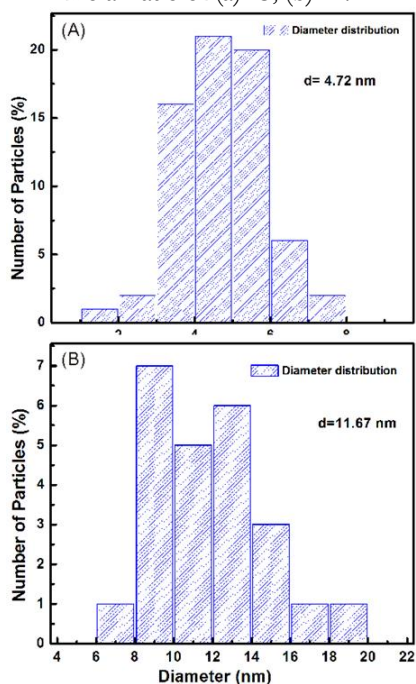 (A)
Diameter distribution
d= 4.72 nm
20
15
10
5
0
2 4 6 8
Number of Particles (%)
(B)
Diameter distribution
d=11.67 nm
7
6
5
4
3
2
1
0
4 6 8 10 12 14 16 18 20 22
Number of Particles (%)
Diameter (nm)